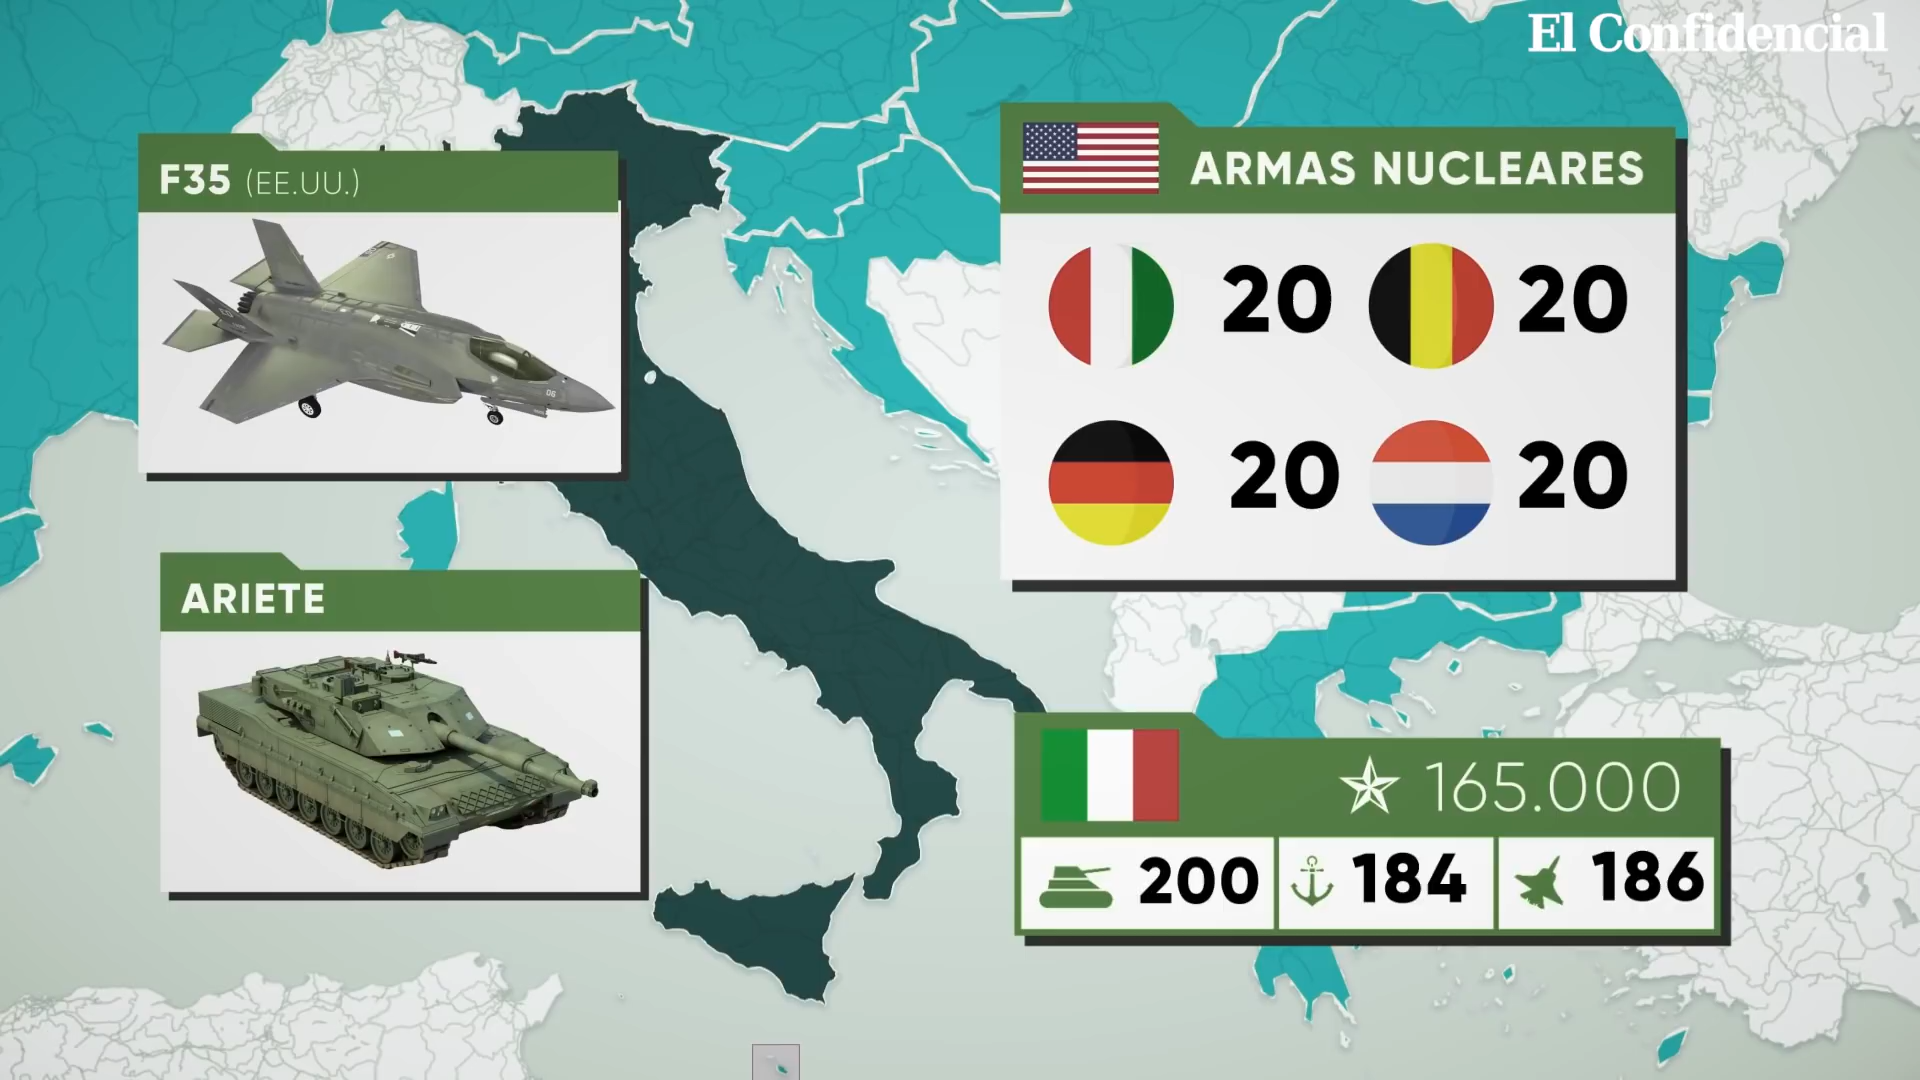 El Confidencial
F35 (EE.UU.)
ARMAS NUCLEARES
20 20
20 20
ARIETE
165.000
200 184 186